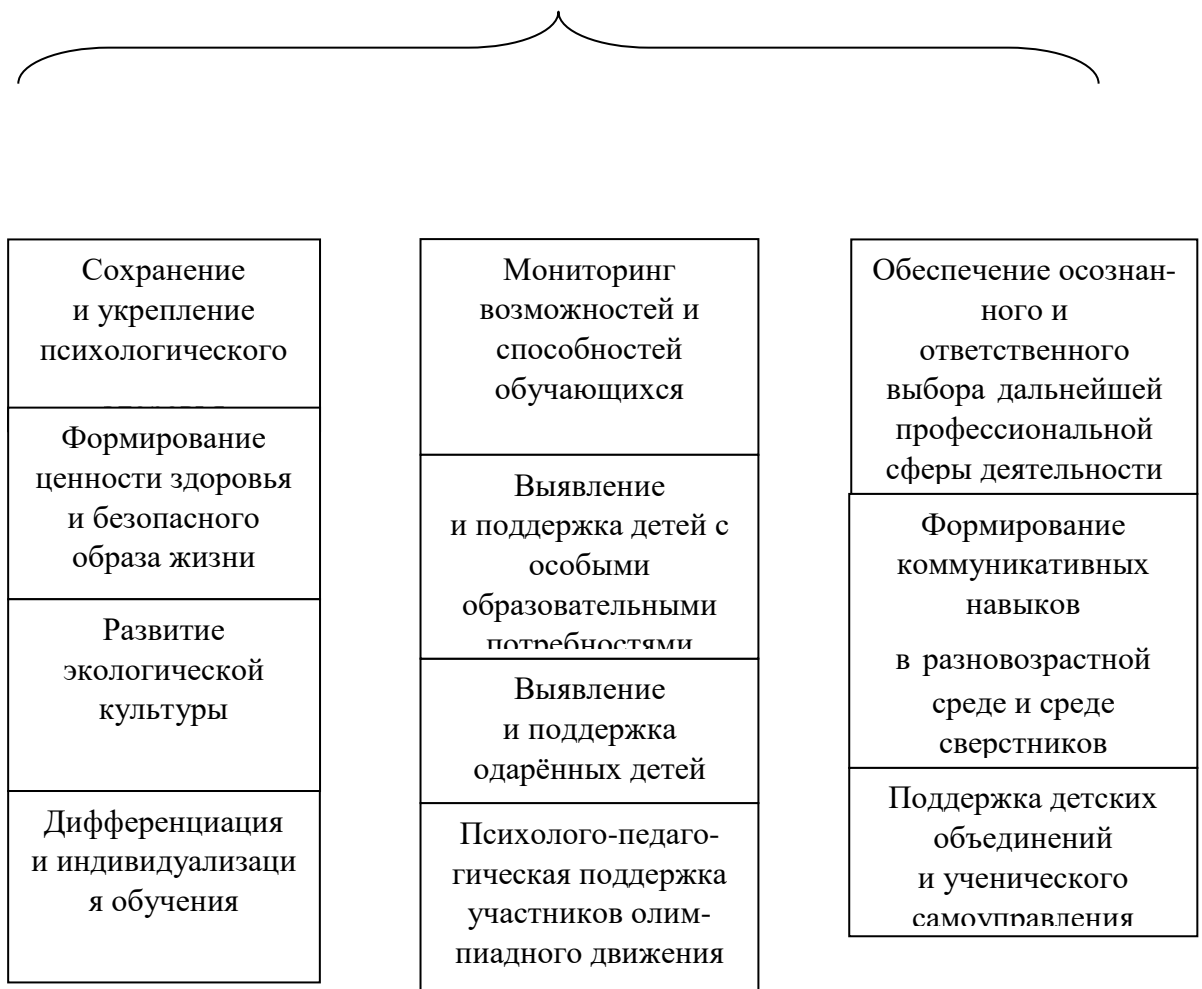 Сохранение
и укрепление
психологического
Формирование
ценности здоровья
и безопасного
образа жизни
Развитие
экологической
культуры
Дифференциация
и индивидуализаци
я обучения
Мониторинг
возможностей и
способностей
обучающихся
Выявление
и поддержка детей с
особыми
образовательными
потребностями
Выявление
и поддержка
одарённых детей
Психолого-педаго-
гическая поддержка
участников олим-
пиадного движения
Обеспечение осознан-
ного и
ответственного
выбора дальнейшей
профессиональной
сферы деятельности
Формирование
коммуникативных
навыков
в разновозрастной
среде и среде
сверстников
Поддержка детских
объединений
и ученического
самоуправления